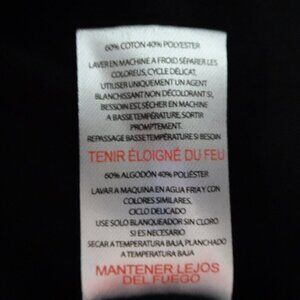 60% COTON 40% POLYESTER
LAVER EN MACHINE A FROID SÉPARER LES
COLOREUS, CYCLE DÉLICAT,
UTILISER UNIQUEMENT UN AGENT
BLANCHISSANT NON DÉCOLORANT SI,
BESOIN EST, SÉCHER EN MACHINE
A BASSE TEMPÉRATURE, SORTIR
PROMPTEMENT.
REPASSAGE BASSE TEMPÉRATURE SI BESOIN
TENIR ÉLOIGNÉ DU FEU
60% ALGODÓN 40% POLIÉSTER
LAVAR A MAQUINA EN AGUA FRIA Y CON
COLORES SIMILARES,
CICLO DELICADO
USE SOLO BLANQUEADOR SIN CLORO
SI ES NECESARIO
SECAR A TEMPERATURA BAJA, PLANCHADO
A TEMPERATURA BAJA
MANTENER LEJOS
DEL FUEGO